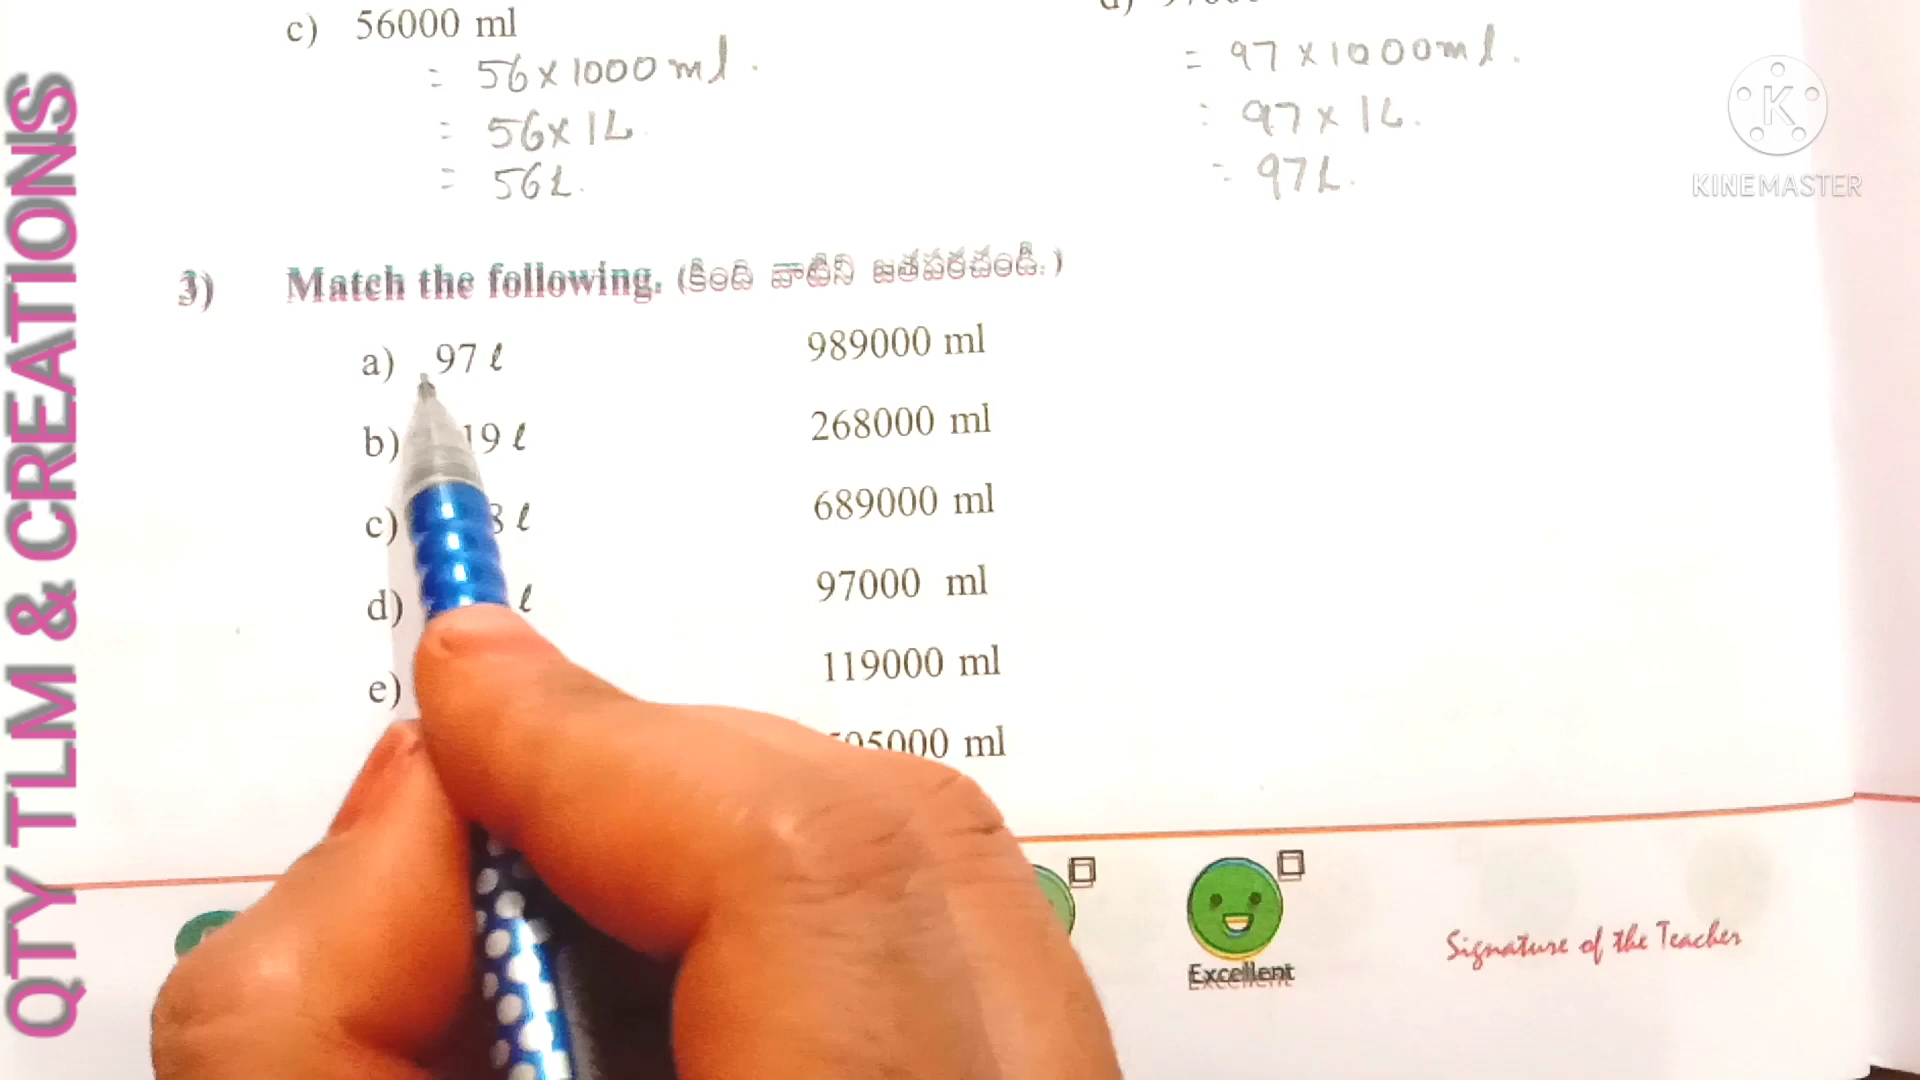 QTY TLM & CREATIONS
c) 56000 ml
= 56 x 1000 ml.
= 56 x 1L
= 56L.
= 97 x 1000 ml.
= 97 x 1L.
= 97L.
KINEMASTER
3) Match the following. (కింది వాటిని జతపరచండి.)
a) 97 ℓ 989000 ml
b) 19 ℓ 268000 ml
c) ℓ 689000 ml
d) ℓ 97000 ml
e) 119000 ml
ml
Excellent
Signature of the Teacher